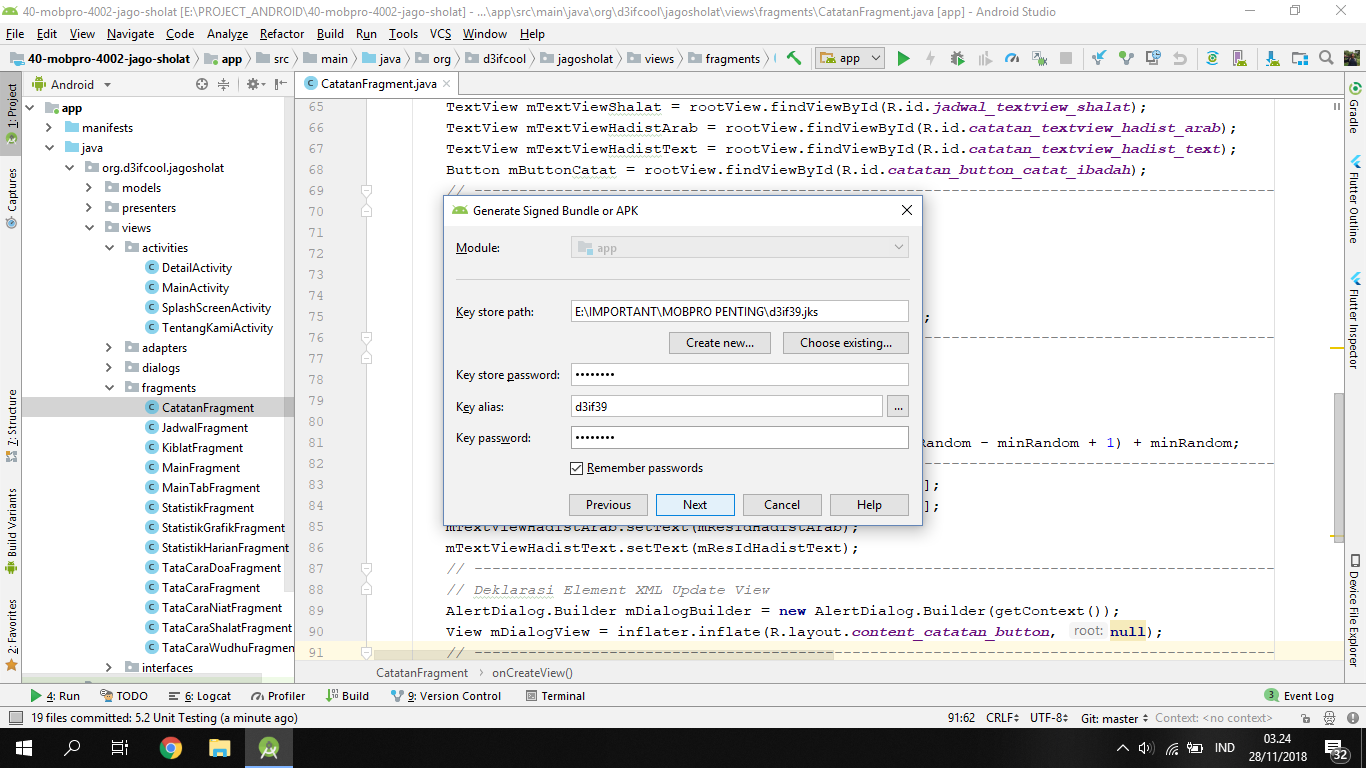 40-mobpro-4002-jago-sholat [E:\PROJECT_ANDROID\40-mobpro-4002-jago-sholat] - ...\app\src\main\java\org\d3ifcool\jagosholat\views\fragments\CatatanFragment.java [app] - Android Studio
File Edit View Navigate Code Analyze Refactor Build Run Tools VCS Window Help
40-mobpro-4002-jago-sholat app src main java org d3ifcool jagosholat views fragments app
Android
CatatanFragment.java
1: Project
Captures
7: Structure
Build Variants
2: Favorites
app
manifests
java
org.d3ifcool.jagosholat
models
presenters
views
activities
DetailActivity
MainActivity
SplashScreenActivity
TentangKamiActivity
adapters
dialogs
fragments
CatatanFragment
JadwalFragment
KiblatFragment
MainFragment
MainTabFragment
StatistikFragment
StatistikGrafikFragment
StatistikHarianFragment
TataCaraDoaFragment
TataCaraFragment
TataCaraNiatFragment
TataCaraShalatFragment
TataCaraWudhuFragmen
interfaces
65 TextView mTextViewShalat = rootView.findViewById(R.id.jadwal_textview_shalat);
66 TextView mTextViewHadistArab = rootView.findViewById(R.id.catatan_textview_hadist_arab);
67 TextView mTextViewHadistText = rootView.findViewById(R.id.catatan_textview_hadist_text);
68 Button mButtonCatat = rootView.findViewById(R.id.catatan_button_catat_ibadah);
69 // --------------------------------------------------------------------------------
70
71
72
73
74
75 ;
76 --------------------------------
77
78
79
80
81 Random - minRandom + 1) + minRandom;
82 --------------------------------
83 ];
84 ];
85 mTextViewHadistArab.setText(mResIdHadistArab);
86 mTextViewHadistText.setText(mResIdHadistText);
87 // --------------------------------------------------------------------------------
88 // Deklarasi Element XML Update View
89 AlertDialog.Builder mDialogBuilder = new AlertDialog.Builder(getContext());
90 View mDialogView = inflater.inflate(R.layout.content_catatan_button, root: null);
91 // --------------------------------------------------------------------------------
Generate Signed Bundle or APK
Module: app
Key store path: E:\IMPORTANT\MOBPRO PENTING\d3if39.jks
Create new... Choose existing...
Key store password: ••••••••
Key alias: d3if39 ...
Key password: ••••••••
Remember passwords
Previous Next Cancel Help
Gradle
Flutter Outline
Flutter Inspector
Device File Explorer
CatatanFragment onCreateView()
4: Run TODO 6: Logcat Profiler Build 9: Version Control Terminal 3 Event Log
19 files committed: 5.2 Unit Testing (a minute ago) 91:62 CRLF UTF-8 Git: master Context: <no context>
IND 03.24
28/11/2018 32